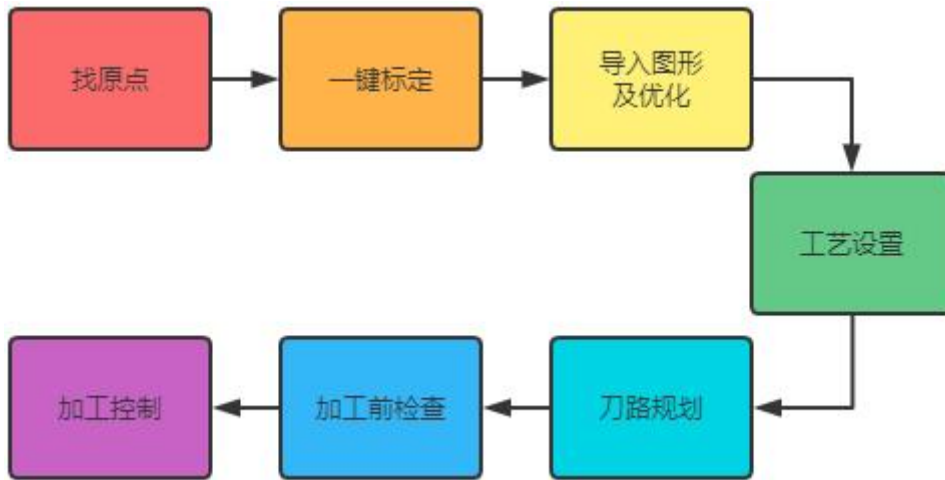 找原点
一键标定
导入图形
及优化
工艺设置
刀路规划
加工前检查
加工控制